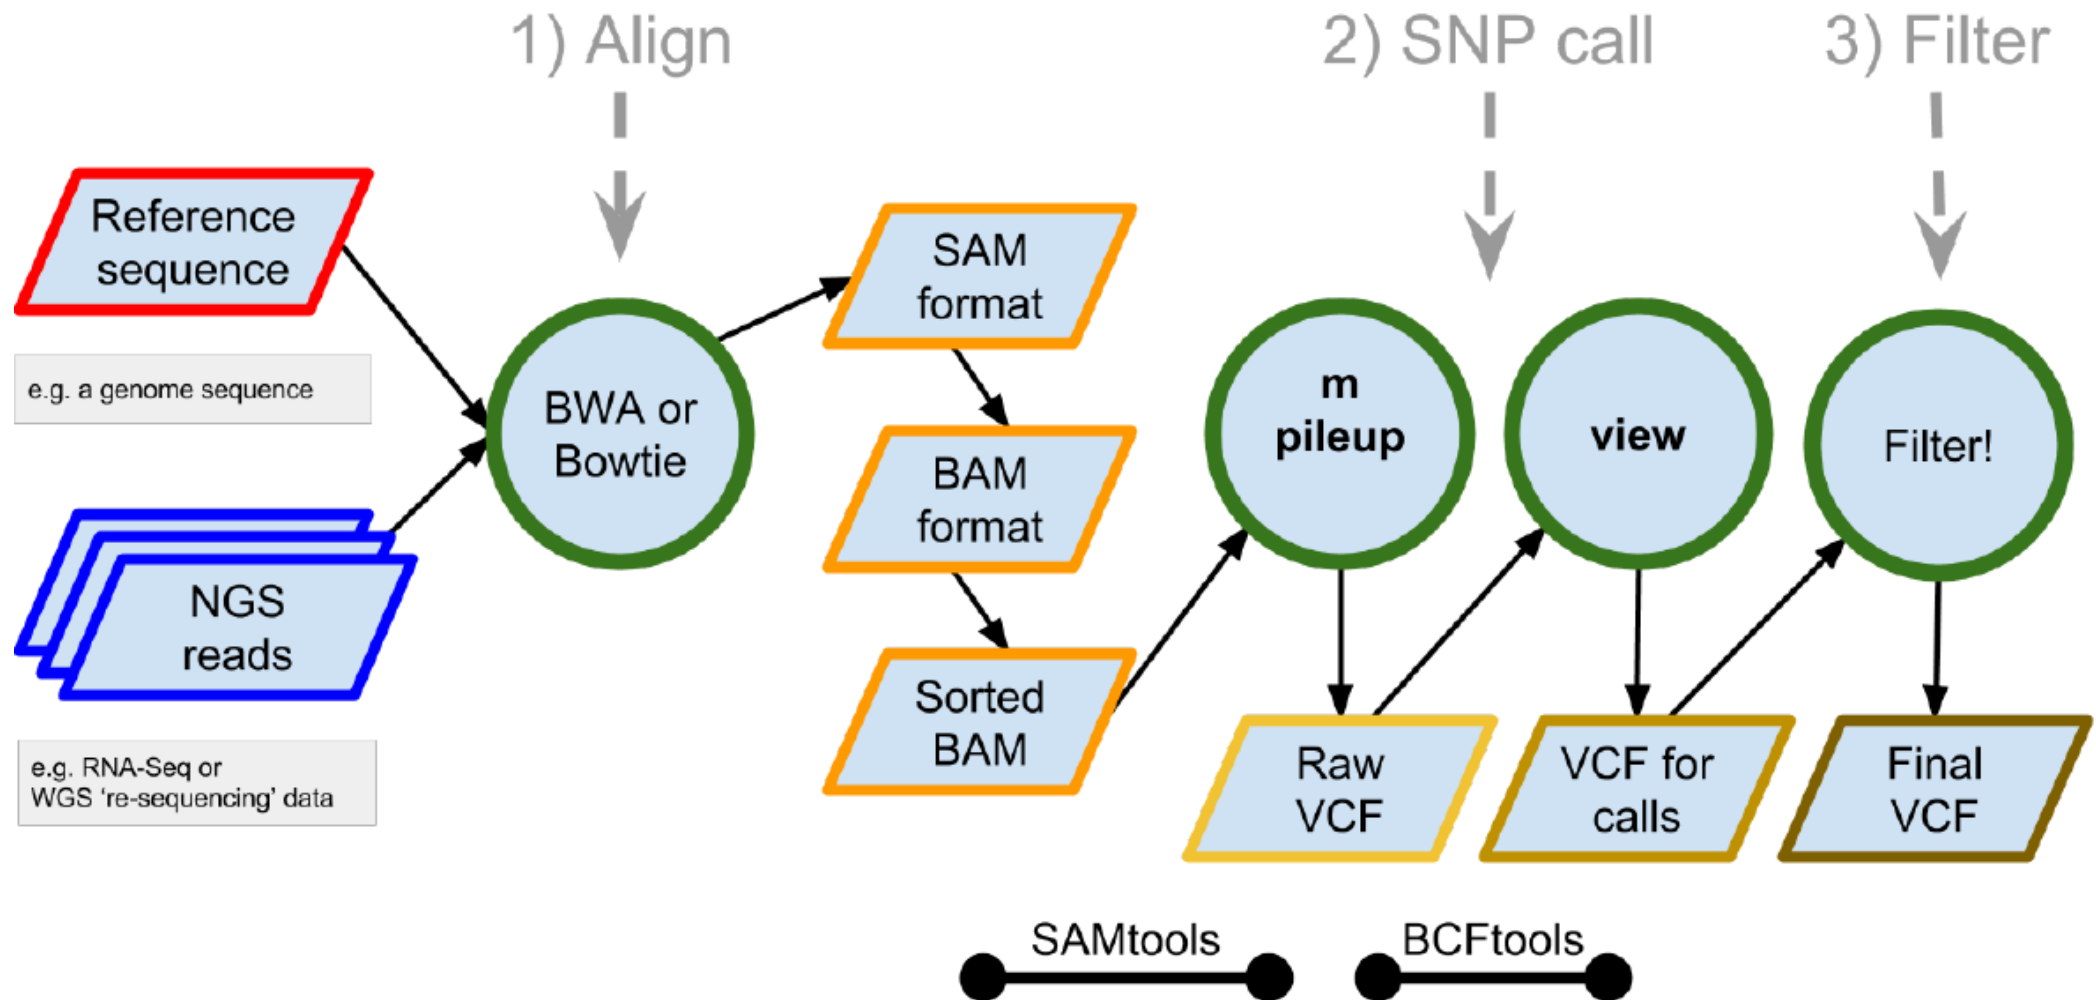 1) Align
2) SNP call
3) Filter
Reference
sequence
e.g. a genome sequence
NGS
reads
e.g. RNA-Seq or
WGS ‘re-sequencing’ data
BWA or
Bowtie
SAM
format
BAM
format
Sorted
BAM
m
pileup
view
Filter!
Raw
VCF
VCF for
calls
Final
VCF
SAMtools
BCFtools